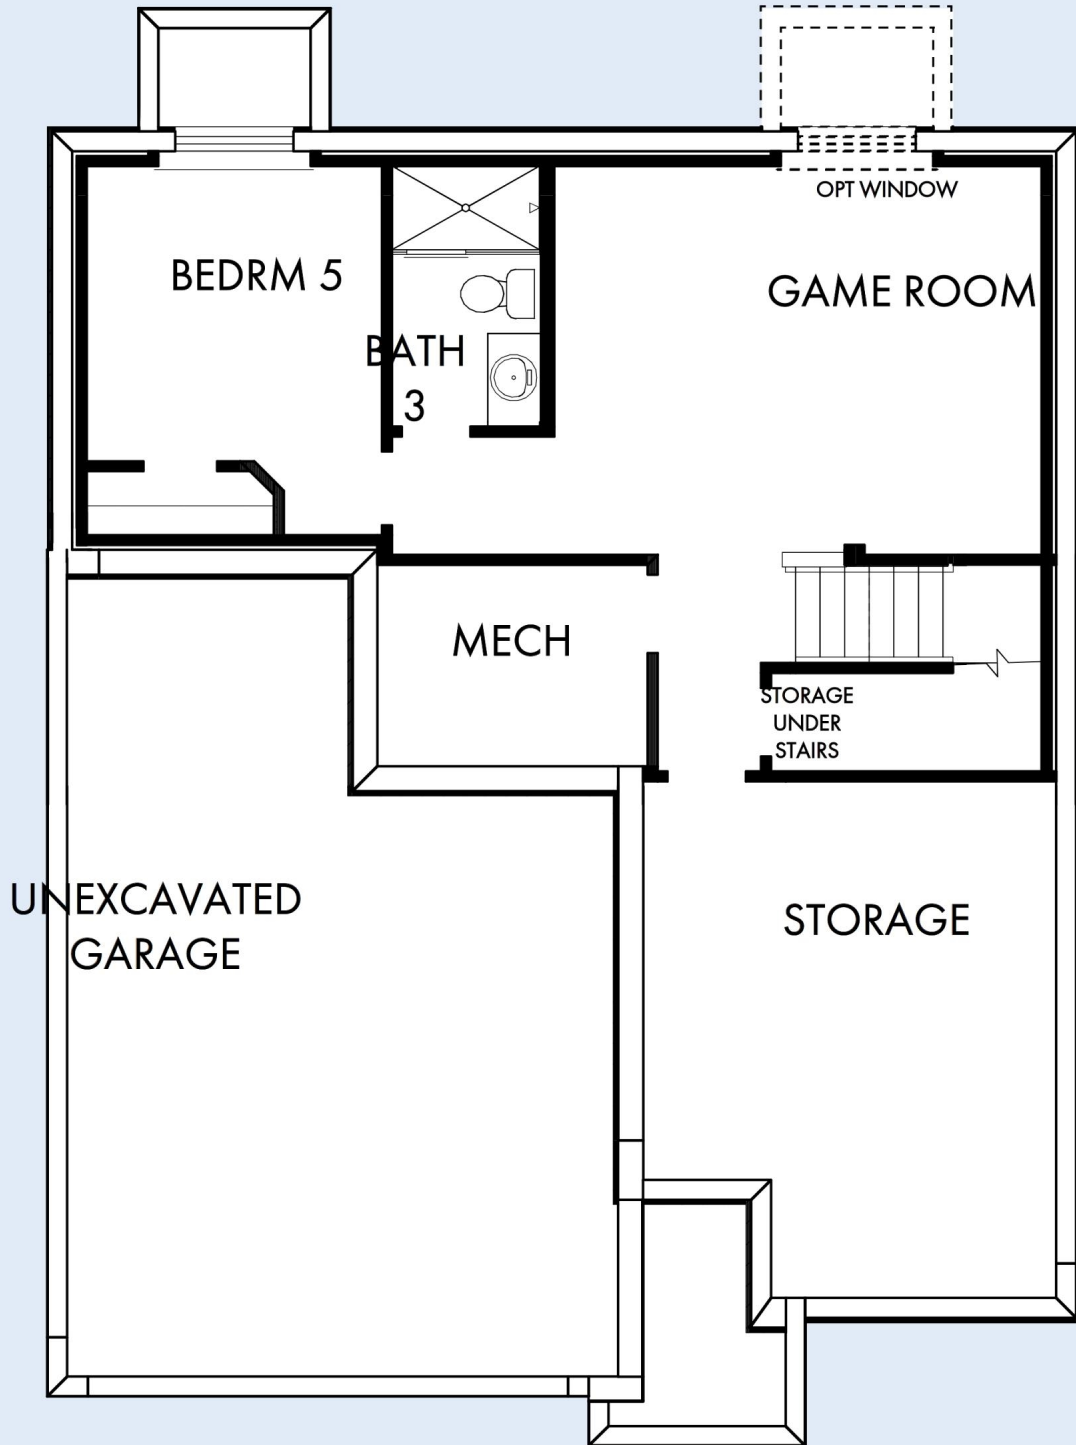 OPT WINDOW
BEDRM 5
GAME ROOM
BATH
3
MECH
STORAGE
UNDER
STAIRS
UNEXCAVATED
GARAGE
STORAGE